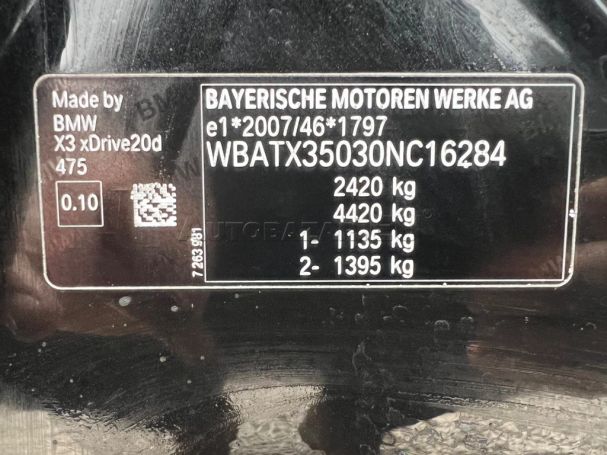 Made by
BMW
X3 xDrive20d
475
0.10
7 263 981
BAYERISCHE MOTOREN WERKE AG
e1*2007/46*1797
WBATX35030NC16284
2420 kg
4420 kg
1- 1135 kg
2- 1395 kg